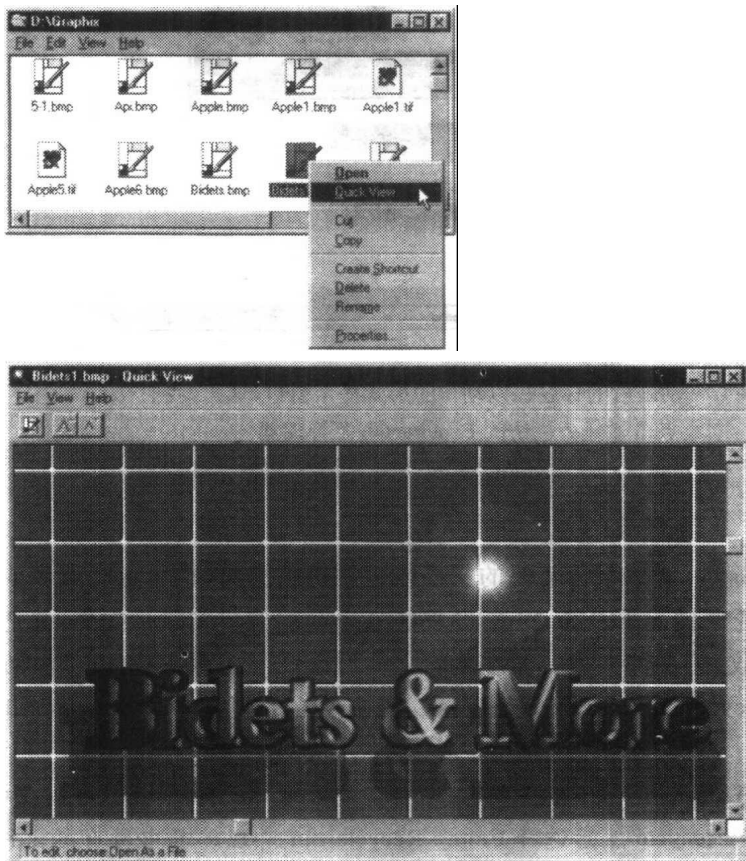 D:\Graphix
File Edit View Help
5-1.bmp Api.bmp Apple.bmp Apple1.bmp Apple1.tif
Apple5.tif Apple6.bmp Bidets.bmp Bidets
Open
Quick View
Cut
Copy
Create Shortcut
Delete
Rename
Properties...
Bidets1.bmp - Quick View
File View Help
A A
Bidets & More
To edit, choose Open As a File